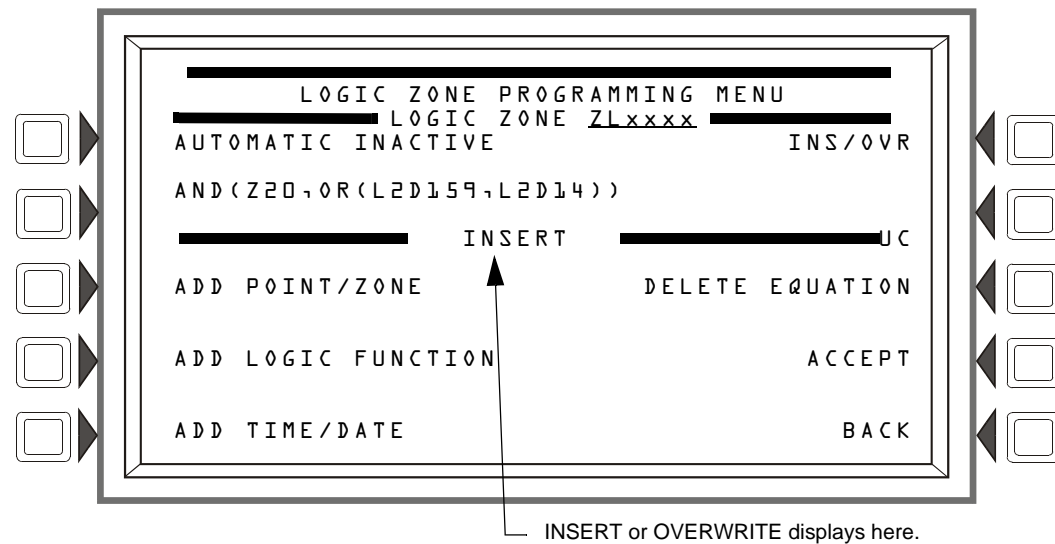 LOGIC ZONE PROGRAMMING MENU
LOGIC ZONE ZLxxxx
AUTOMATIC INACTIVE INS/OVR
AND(Z20,OR(L2D159,L2D14))
INSERT UC
ADD POINT/ZONE DELETE EQUATION
ADD LOGIC FUNCTION ACCEPT
ADD TIME/DATE BACK
INSERT or OVERWRITE displays here.